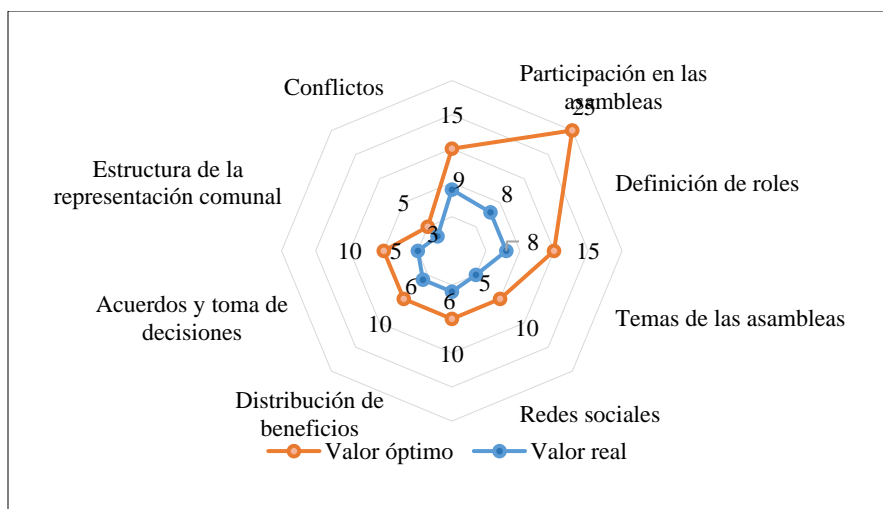 Conflictos
Participación en las
asambleas
25
15
Estructura de la
representación comunal
Definición de roles
9
8
5
3
8
10
5
15
6
5
6
Acuerdos y toma de
decisiones
Temas de las asambleas
10
10
10
Distribución de
beneficios
Redes sociales
Valor óptimo
Valor real